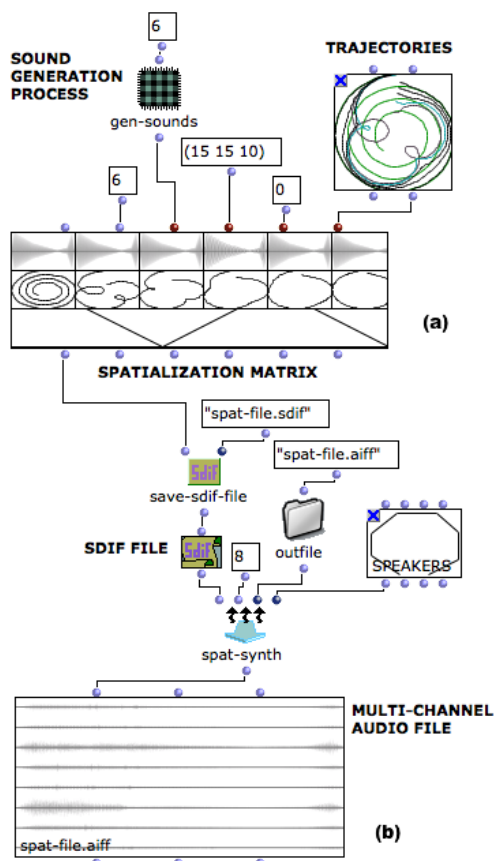 6
SOUND
GENERATION
PROCESS
TRAJECTORIES
gen-sounds
(15 15 10)
6
0
(a)
SPATIALIZATION MATRIX
"spat-file.sdif"
"spat-file.aiff"
Sdif
save-sdif-file
SDIF FILE
Sdif
8
outfile
SPEAKERS
spat-synth
MULTI-CHANNEL
AUDIO FILE
(b)
spat-file.aiff